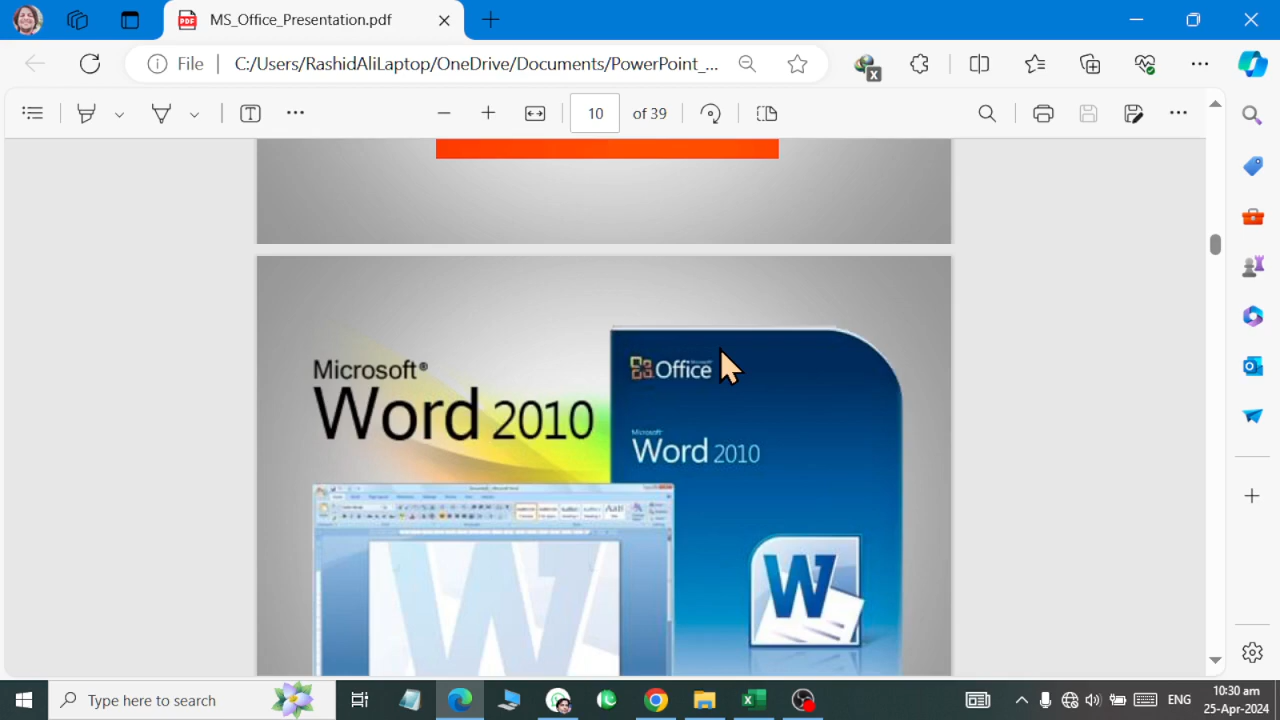 MS_Office_Presentation.pdf
File
C:/Users/RashidAliLaptop/OneDrive/Documents/PowerPoint_...
10 of 39
Microsoft®
Word 2010
Microsoft
Office
Microsoft
Word 2010
Type here to search
ENG
10:30 am
25-Apr-2024